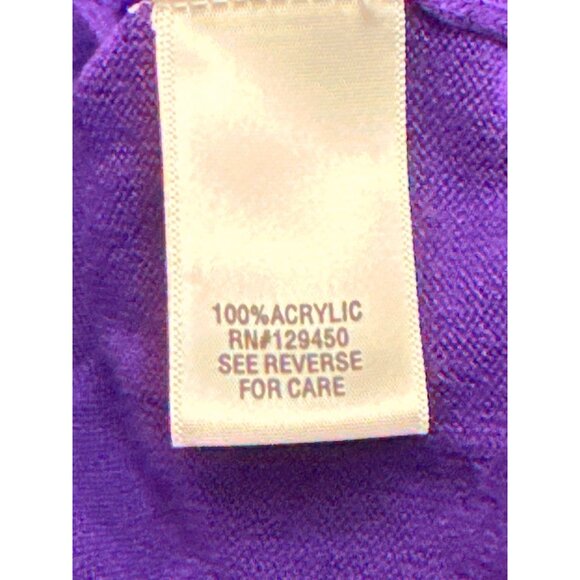 100%ACRYLIC
RN#129450
SEE REVERSE
FOR CARE